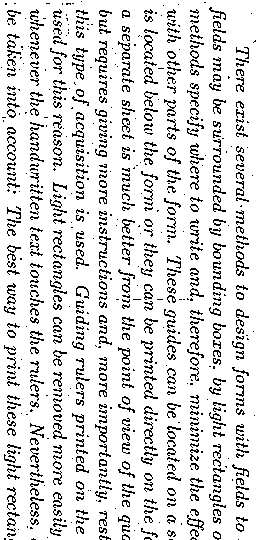 There exist several methods to design forms with fields to
fields may be surrounded by bounding boxes, by light rectangles o
methods specify where to write and, therefore, minimize the effec
with other parts of the form. These guides can be located on a s
is located below the form or they can be printed directly on the f
a separate sheet is much better from the point of view of the qua
but requires giving more instructions and, more importantly, rest
this type of acquisition is used. Guiding rulers printed on the
used for this reason. Light rectangles can be removed more easily
whenever the handwritten text touches the rulers. Nevertheless,
be taken into account: The best way to print these light rectan